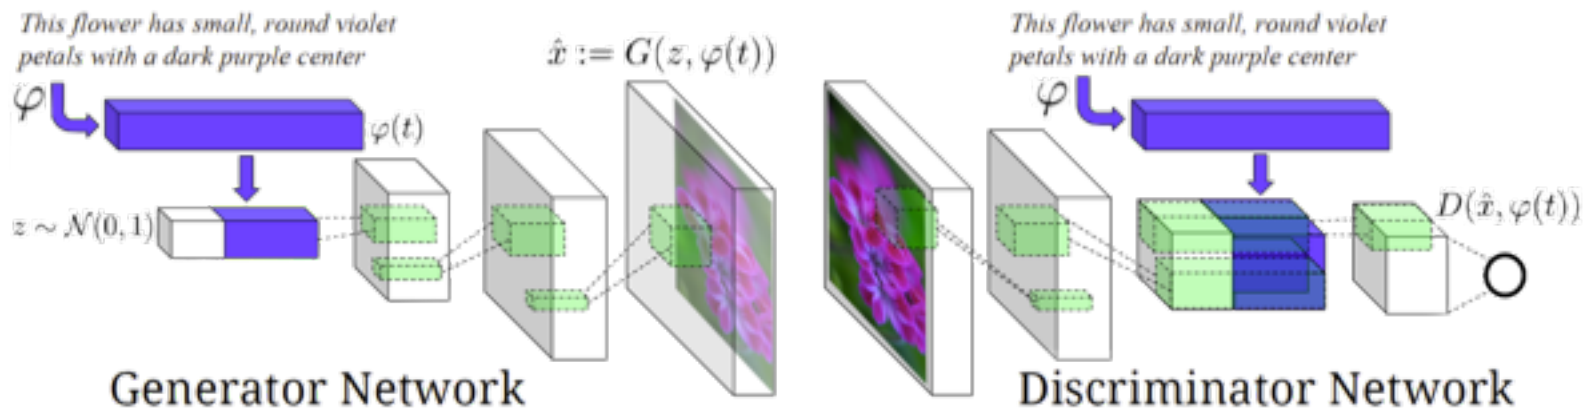 This flower has small, round violet
petals with a dark purple center
φ
φ(t)
z ~ 𝒩(0, 1)
x̂ := G(z, φ(t))
Generator Network
This flower has small, round violet
petals with a dark purple center
φ
D(x̂, φ(t))
Discriminator Network